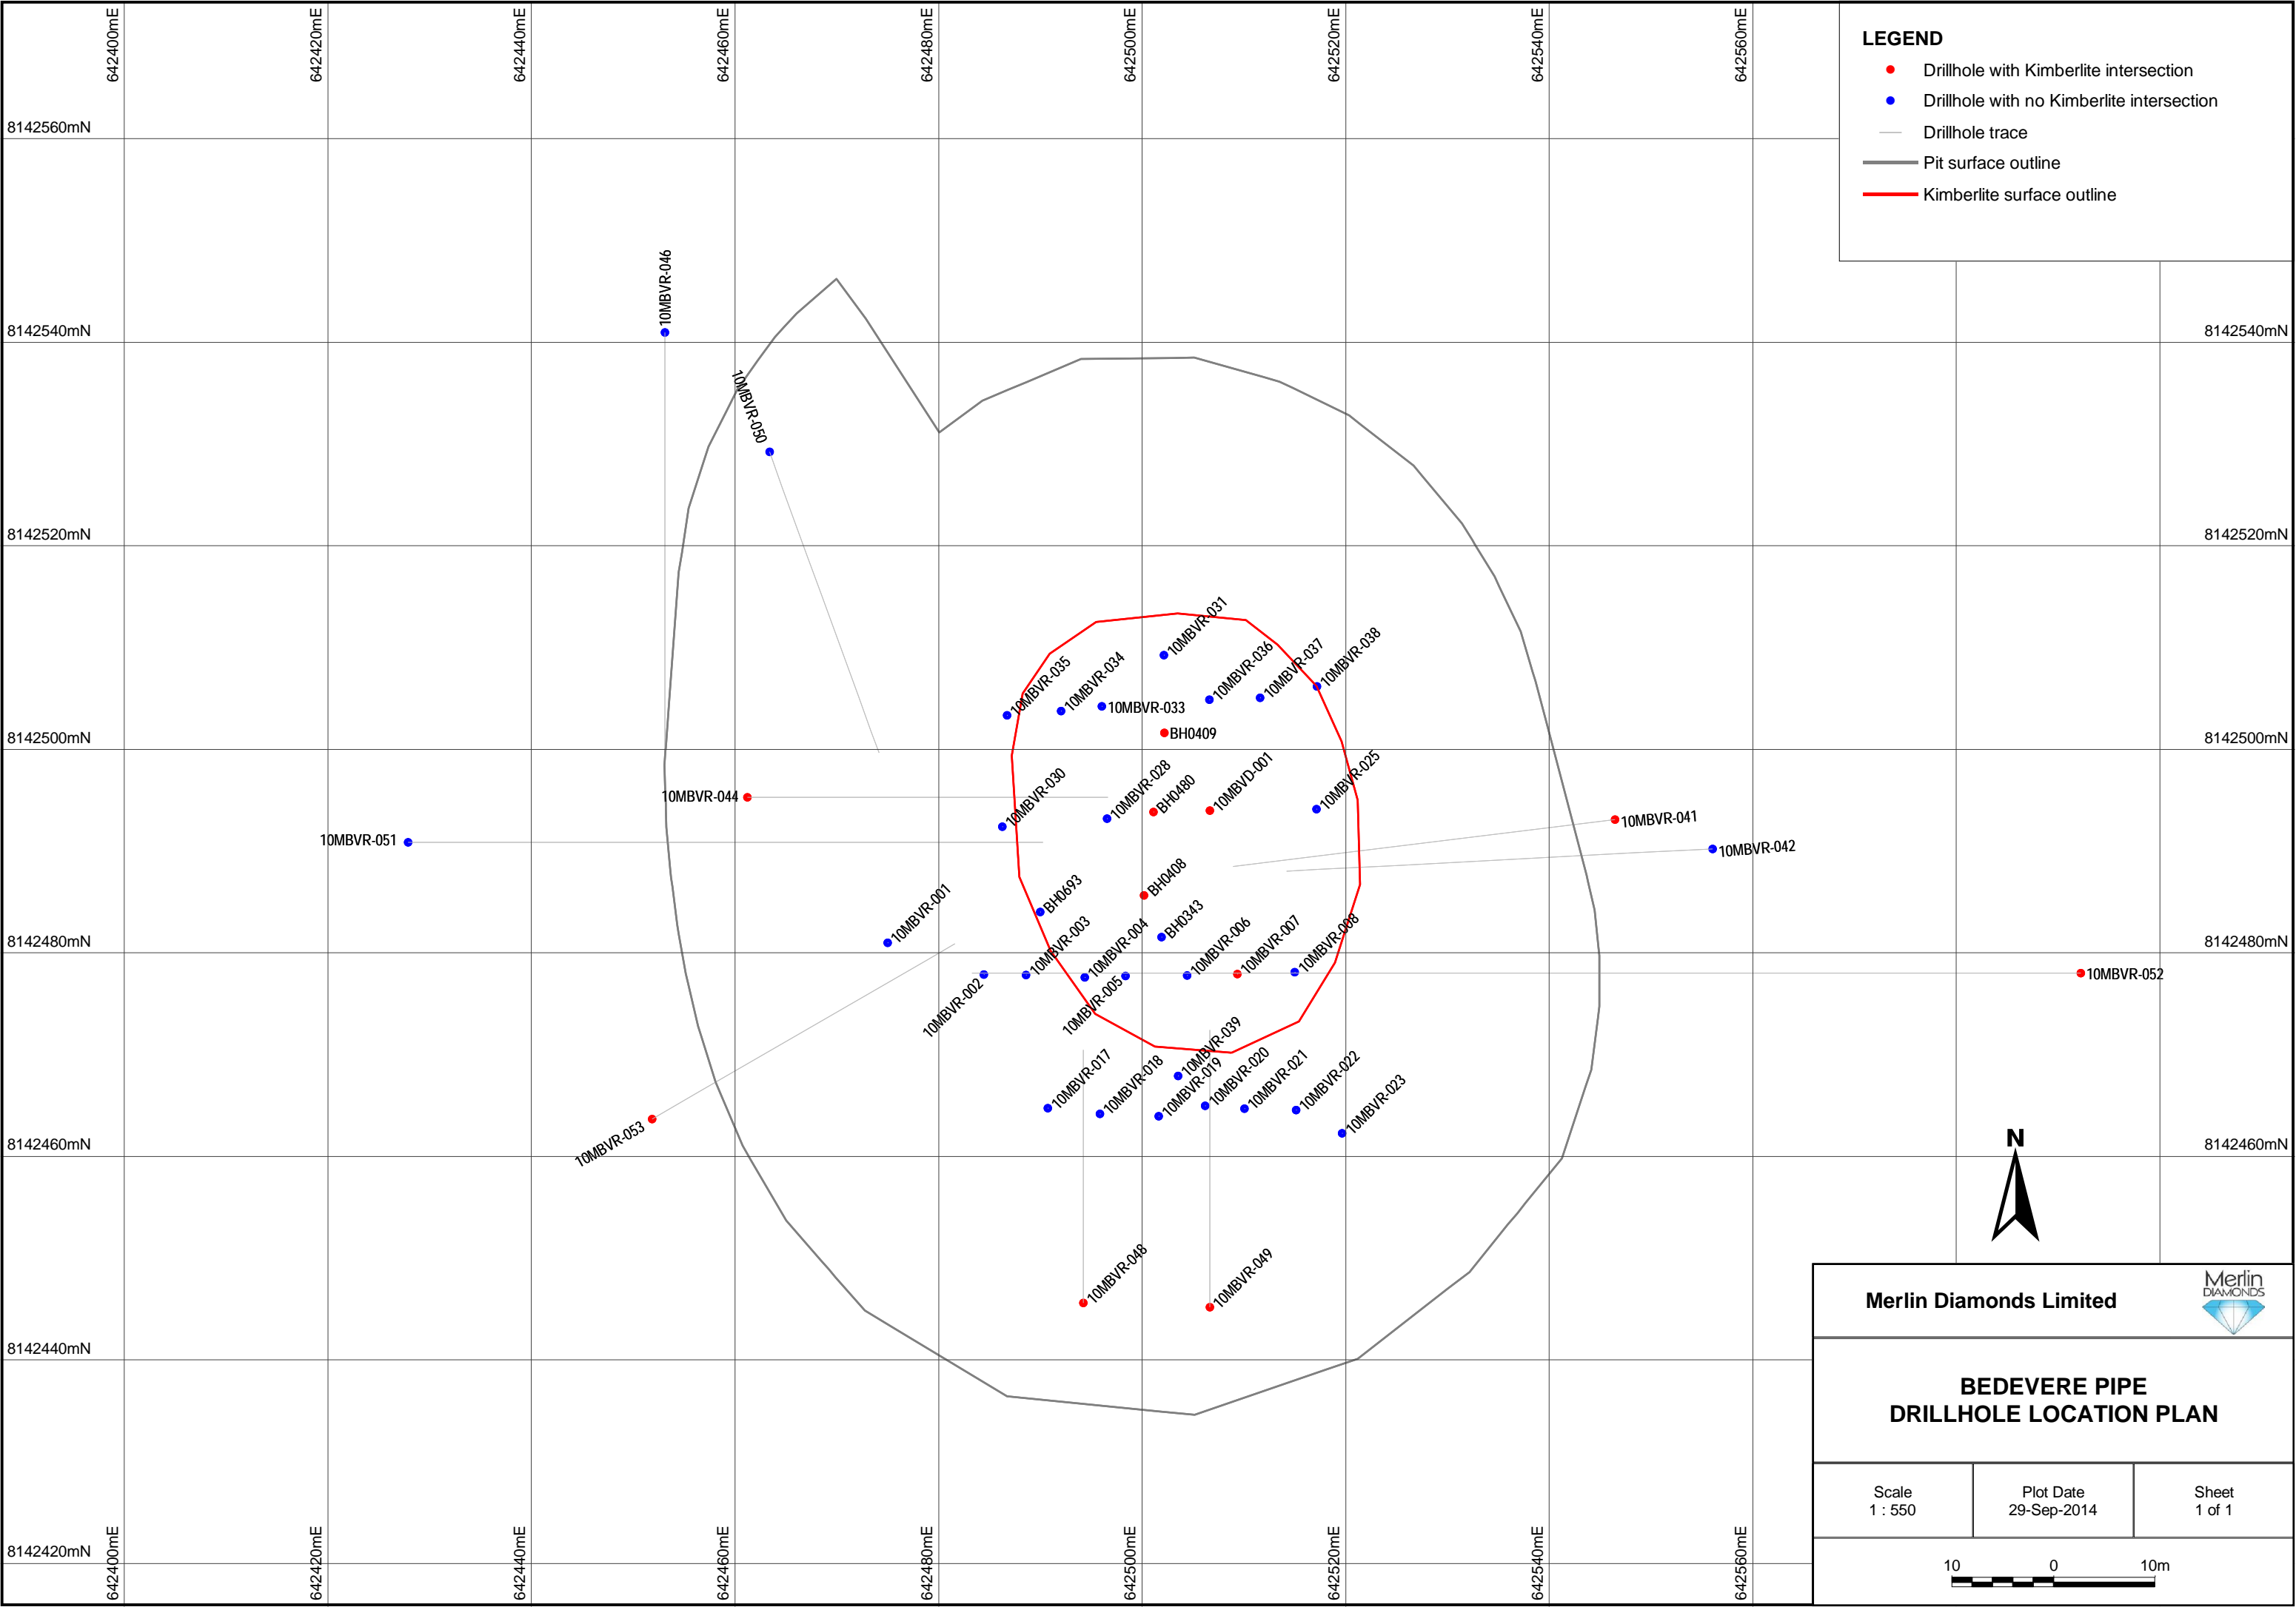 642400mE
642420mE
642440mE
642460mE
642480mE
642500mE
642520mE
642540mE
642560mE
LEGEND
Drillhole with Kimberlite intersection
Drillhole with no Kimberlite intersection
Drillhole trace
Pit surface outline
Kimberlite surface outline
8142560mN
10MBVR-046
8142540mN
8142540mN
10MBVR-050
8142520mN
8142520mN
10MBVR-031
10MBVR-035
10MBVR-034
10MBVR-033
10MBVR-036
10MBVR-037
10MBVR-038
BH0409
8142500mN
8142500mN
10MBVR-044
10MBVR-030
10MBVR-028
BH0480
10MBVD-001
10MBVR-025
10MBVR-041
10MBVR-051
10MBVR-042
BH0408
BH0693
10MBVR-001
BH0343
8142480mN
8142480mN
10MBVR-002
10MBVR-003
10MBVR-004
10MBVR-005
10MBVR-006
10MBVR-007
10MBVR-008
10MBVR-052
10MBVR-039
10MBVR-017
10MBVR-018
10MBVR-019
10MBVR-020
10MBVR-021
10MBVR-022
10MBVR-023
10MBVR-053
8142460mN
8142460mN
N
10MBVR-048
10MBVR-049
8142440mN
Merlin Diamonds Limited
Merlin
DIAMONDS
BEDEVERE PIPE
DRILLHOLE LOCATION PLAN
Scale
1 : 550
Plot Date
29-Sep-2014
Sheet
1 of 1
10 0 10m
8142420mN
642400mE
642420mE
642440mE
642460mE
642480mE
642500mE
642520mE
642540mE
642560mE